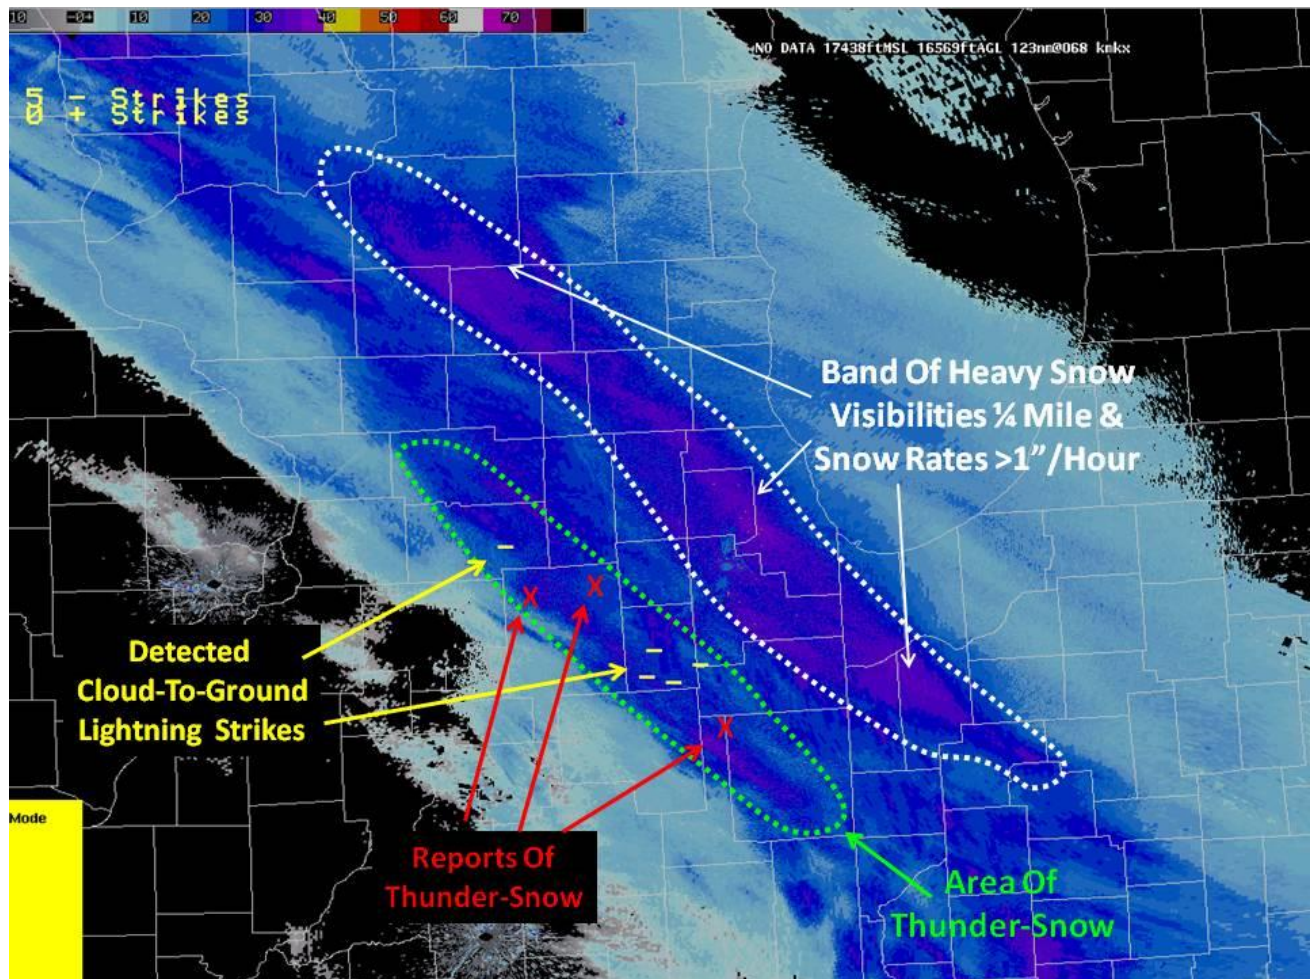 10 -0+ 10 20 30 40 50 60 70
NO DATA 17438ftMSL 16569ftAGL 123nm@068 kmkx
5 - Strikes
0 + Strikes
Band Of Heavy Snow
Visibilities ¼ Mile &
Snow Rates >1”/Hour
X X
Detected
Cloud-To-Ground
Lightning Strikes
X
Mode
Reports Of
Thunder-Snow
Area Of
Thunder-Snow